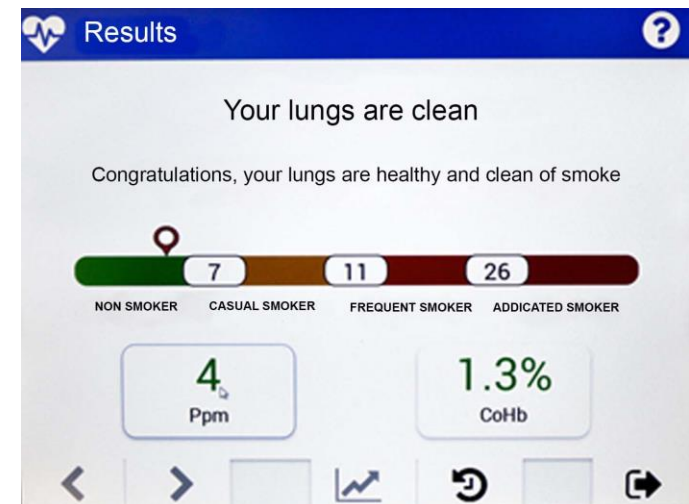 Results
?
Your lungs are clean
Congratulations, your lungs are healthy and clean of smoke
7 11 26
NON SMOKER CASUAL SMOKER FREQUENT SMOKER ADDICATED SMOKER
4 1.3%
Ppm CoHb